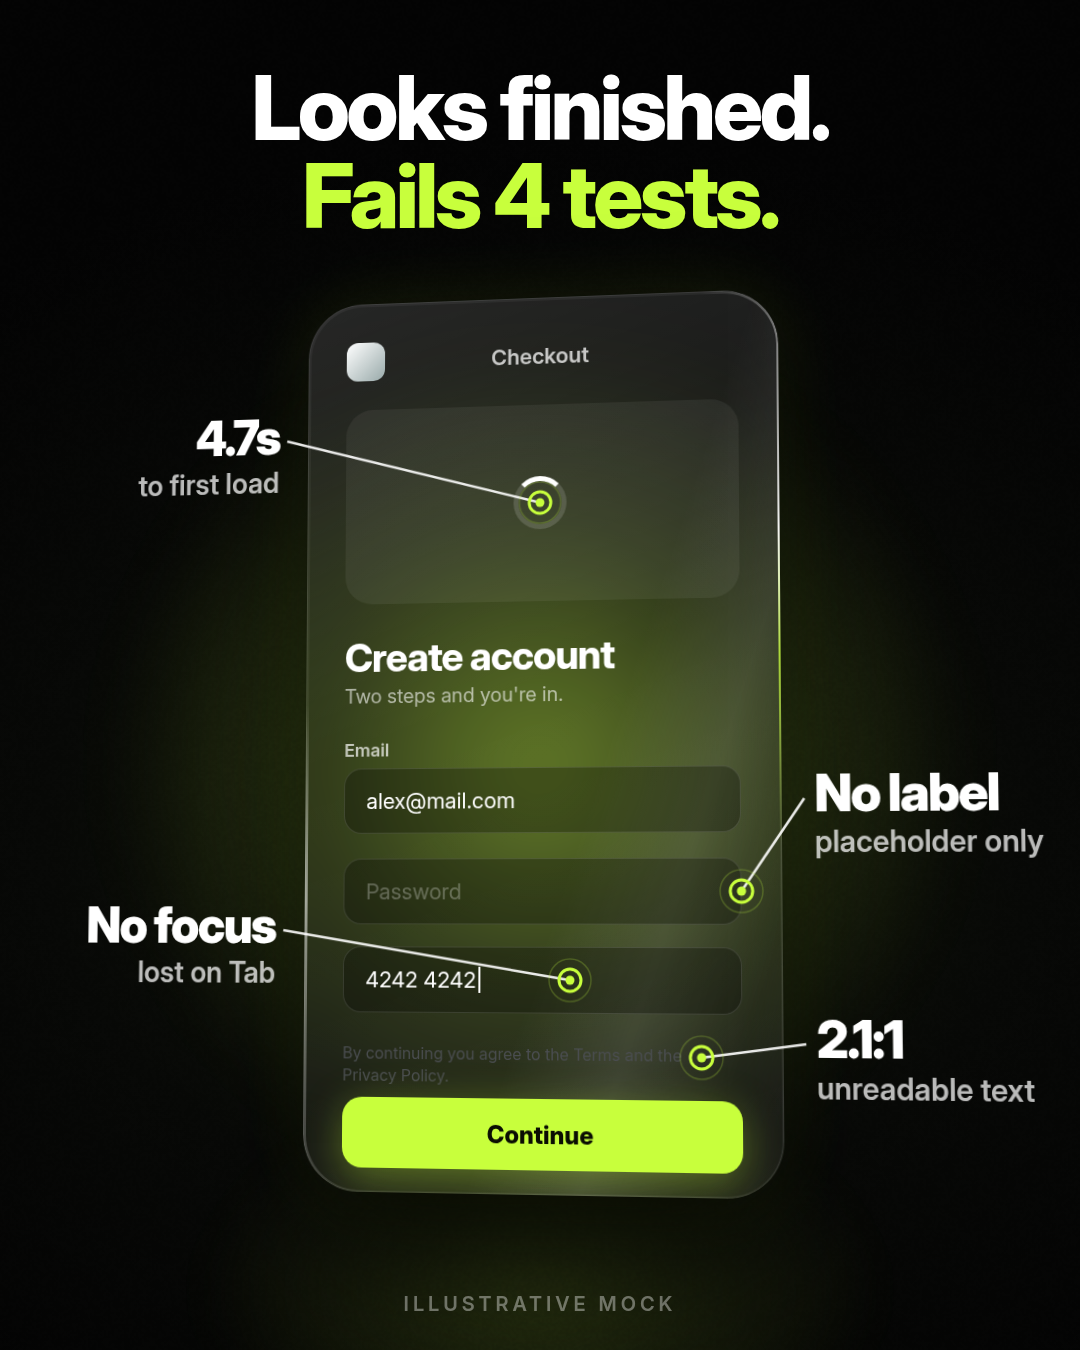 Looks finished.
Fails 4 tests.
Checkout
4.7s
to first load
Create account
Two steps and you're in.
Email
alex@mail.com
No label
placeholder only
Password
No focus
lost on Tab
4242 4242
2.1:1
unreadable text
By continuing you agree to the Terms and the
Privacy Policy.
Continue
ILLUSTRATIVE MOCK